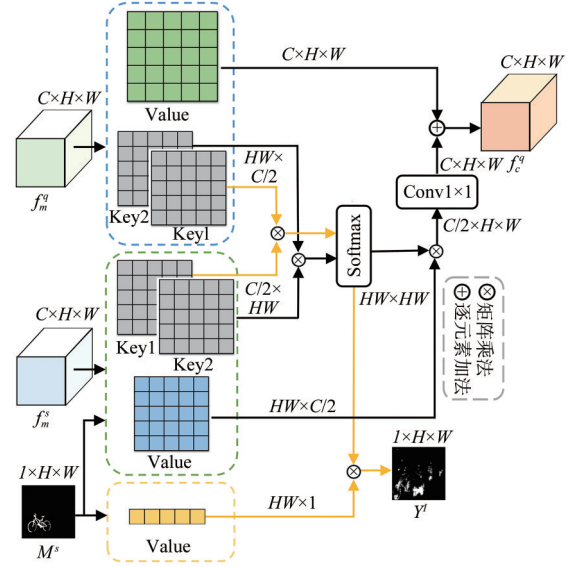 C×H×W
Value
C×H×W
C×H×W
f_m^q
HW×
C/2
Key2
Key1
C×H×W
f_c^q
Conv1×1
C/2×H×W
Softmax
C/2×
HW
HW×HW
Key1
Key2
C×H×W
f_m^s
HW×C/2
Value
⊗矩阵乘法
⊕逐元素加法
1×H×W
M^s
HW×1
Value
1×H×W
Y^I